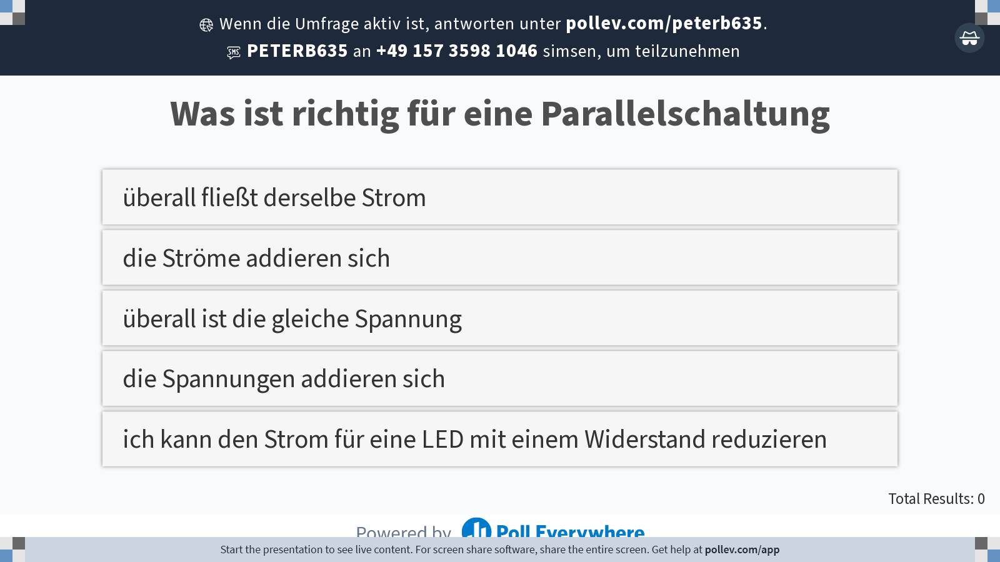 Wenn die Umfrage aktiv ist, antworten unter pollev.com/peterb635.
PETERB635 an +49 157 3598 1046 simsen, um teilzunehmen
Was ist richtig für eine Parallelschaltung
überall fließt derselbe Strom
die Ströme addieren sich
überall ist die gleiche Spannung
die Spannungen addieren sich
ich kann den Strom für eine LED mit einem Widerstand reduzieren
Total Results: 0
Powered by Poll Everywhere
Start the presentation to see live content. For screen share software, share the entire screen. Get help at pollev.com/app